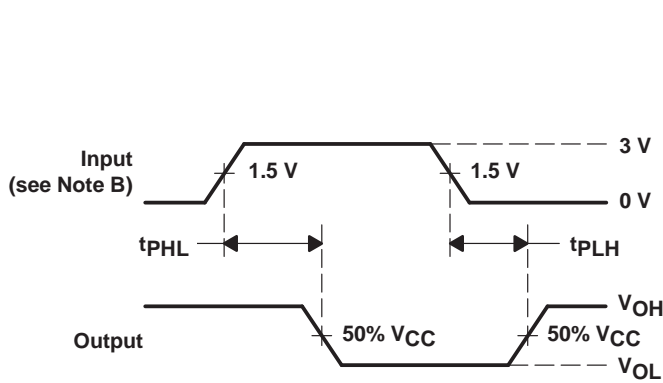 3 V
Input
(see Note B)
1.5 V
1.5 V
0 V
tPHL
tPLH
VOH
Output
50% VCC
50% VCC
VOL